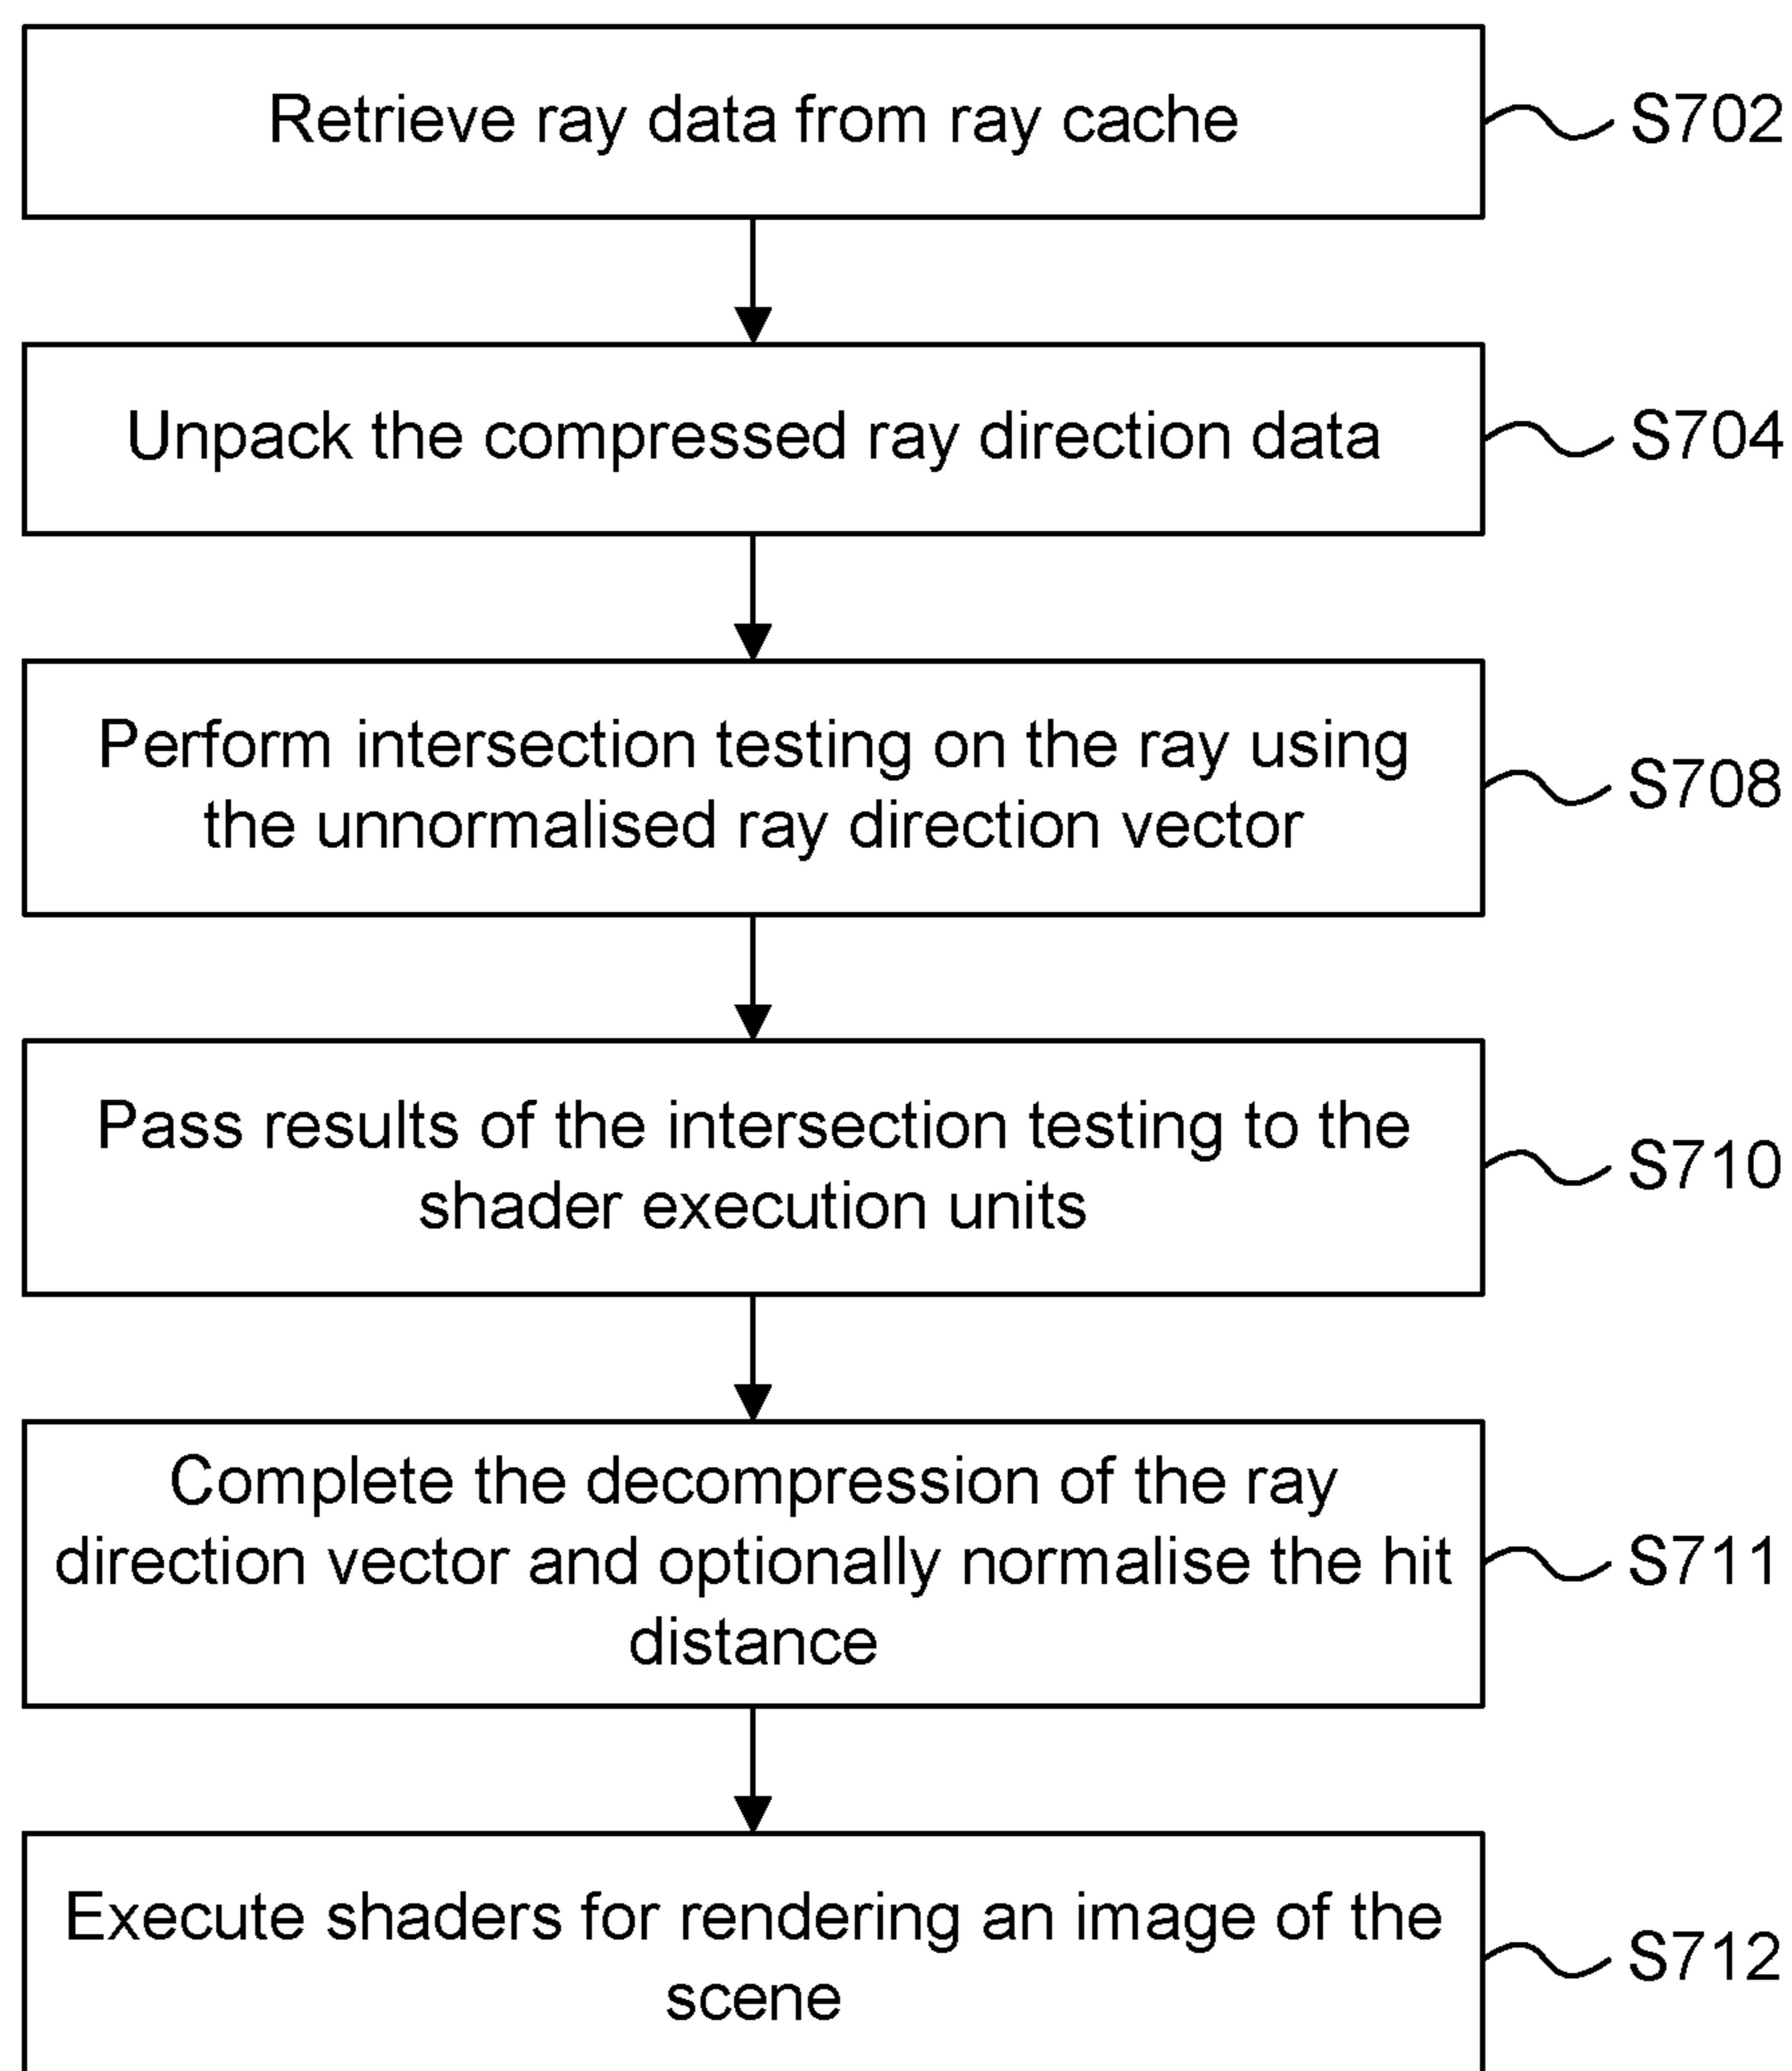 Retrieve ray data from ray cache
S702
Unpack the compressed ray direction data
S704
Perform intersection testing on the ray using
the unnormalised ray direction vector
S708
Pass results of the intersection testing to the
shader execution units
S710
Complete the decompression of the ray
direction vector and optionally normalise the hit
distance
S711
Execute shaders for rendering an image of the
scene
S712